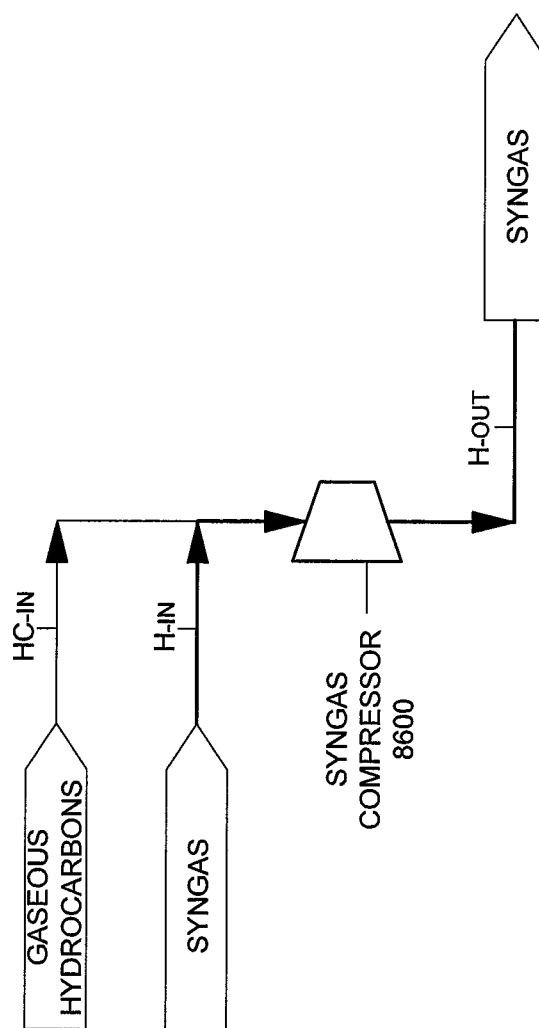 GASEOUS
HYDROCARBONS
HC-IN
SYNGAS
H-IN
SYNGAS
COMPRESSOR
8600
H-OUT
SYNGAS